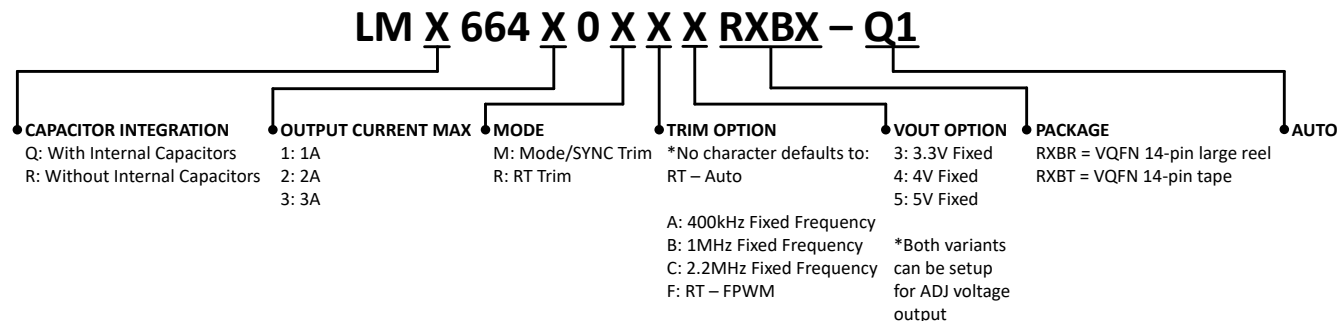 LM X 664 X 0 X X X RXBX – Q1
CAPACITOR INTEGRATION
Q: With Internal Capacitors
R: Without Internal Capacitors
OUTPUT CURRENT MAX
1: 1A
2: 2A
3: 3A
MODE
M: Mode/SYNC Trim
R: RT Trim
TRIM OPTION
*No character defaults to:
RT – Auto
A: 400kHz Fixed Frequency
B: 1MHz Fixed Frequency
C: 2.2MHz Fixed Frequency
F: RT – FPWM
VOUT OPTION
3: 3.3V Fixed
4: 4V Fixed
5: 5V Fixed
*Both variants
can be setup
for ADJ voltage
output
PACKAGE
RXBR = VQFN 14-pin large reel
RXBT = VQFN 14-pin tape
AUTO